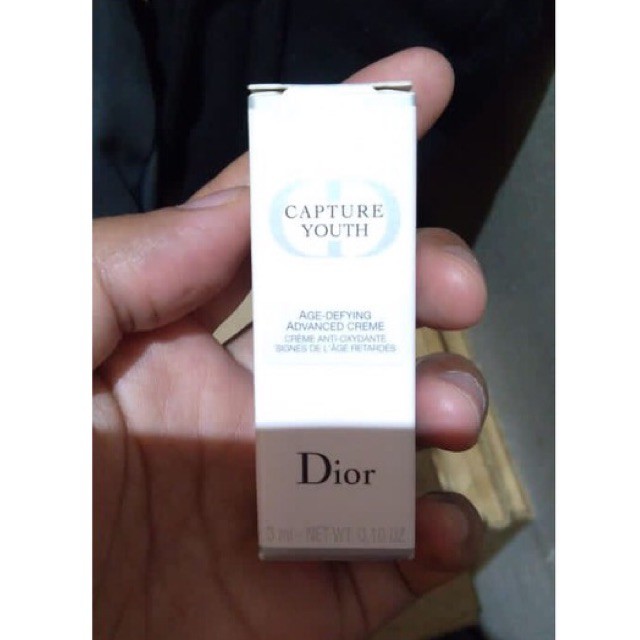 CAPTURE
YOUTH
AGE-DEFYING
ADVANCED CREME
CRÈME ANTI-OXYDANTE
SIGNES DE L'ÂGE RETARDÉS
Dior
3 ml - NET WT 0.10 OZ